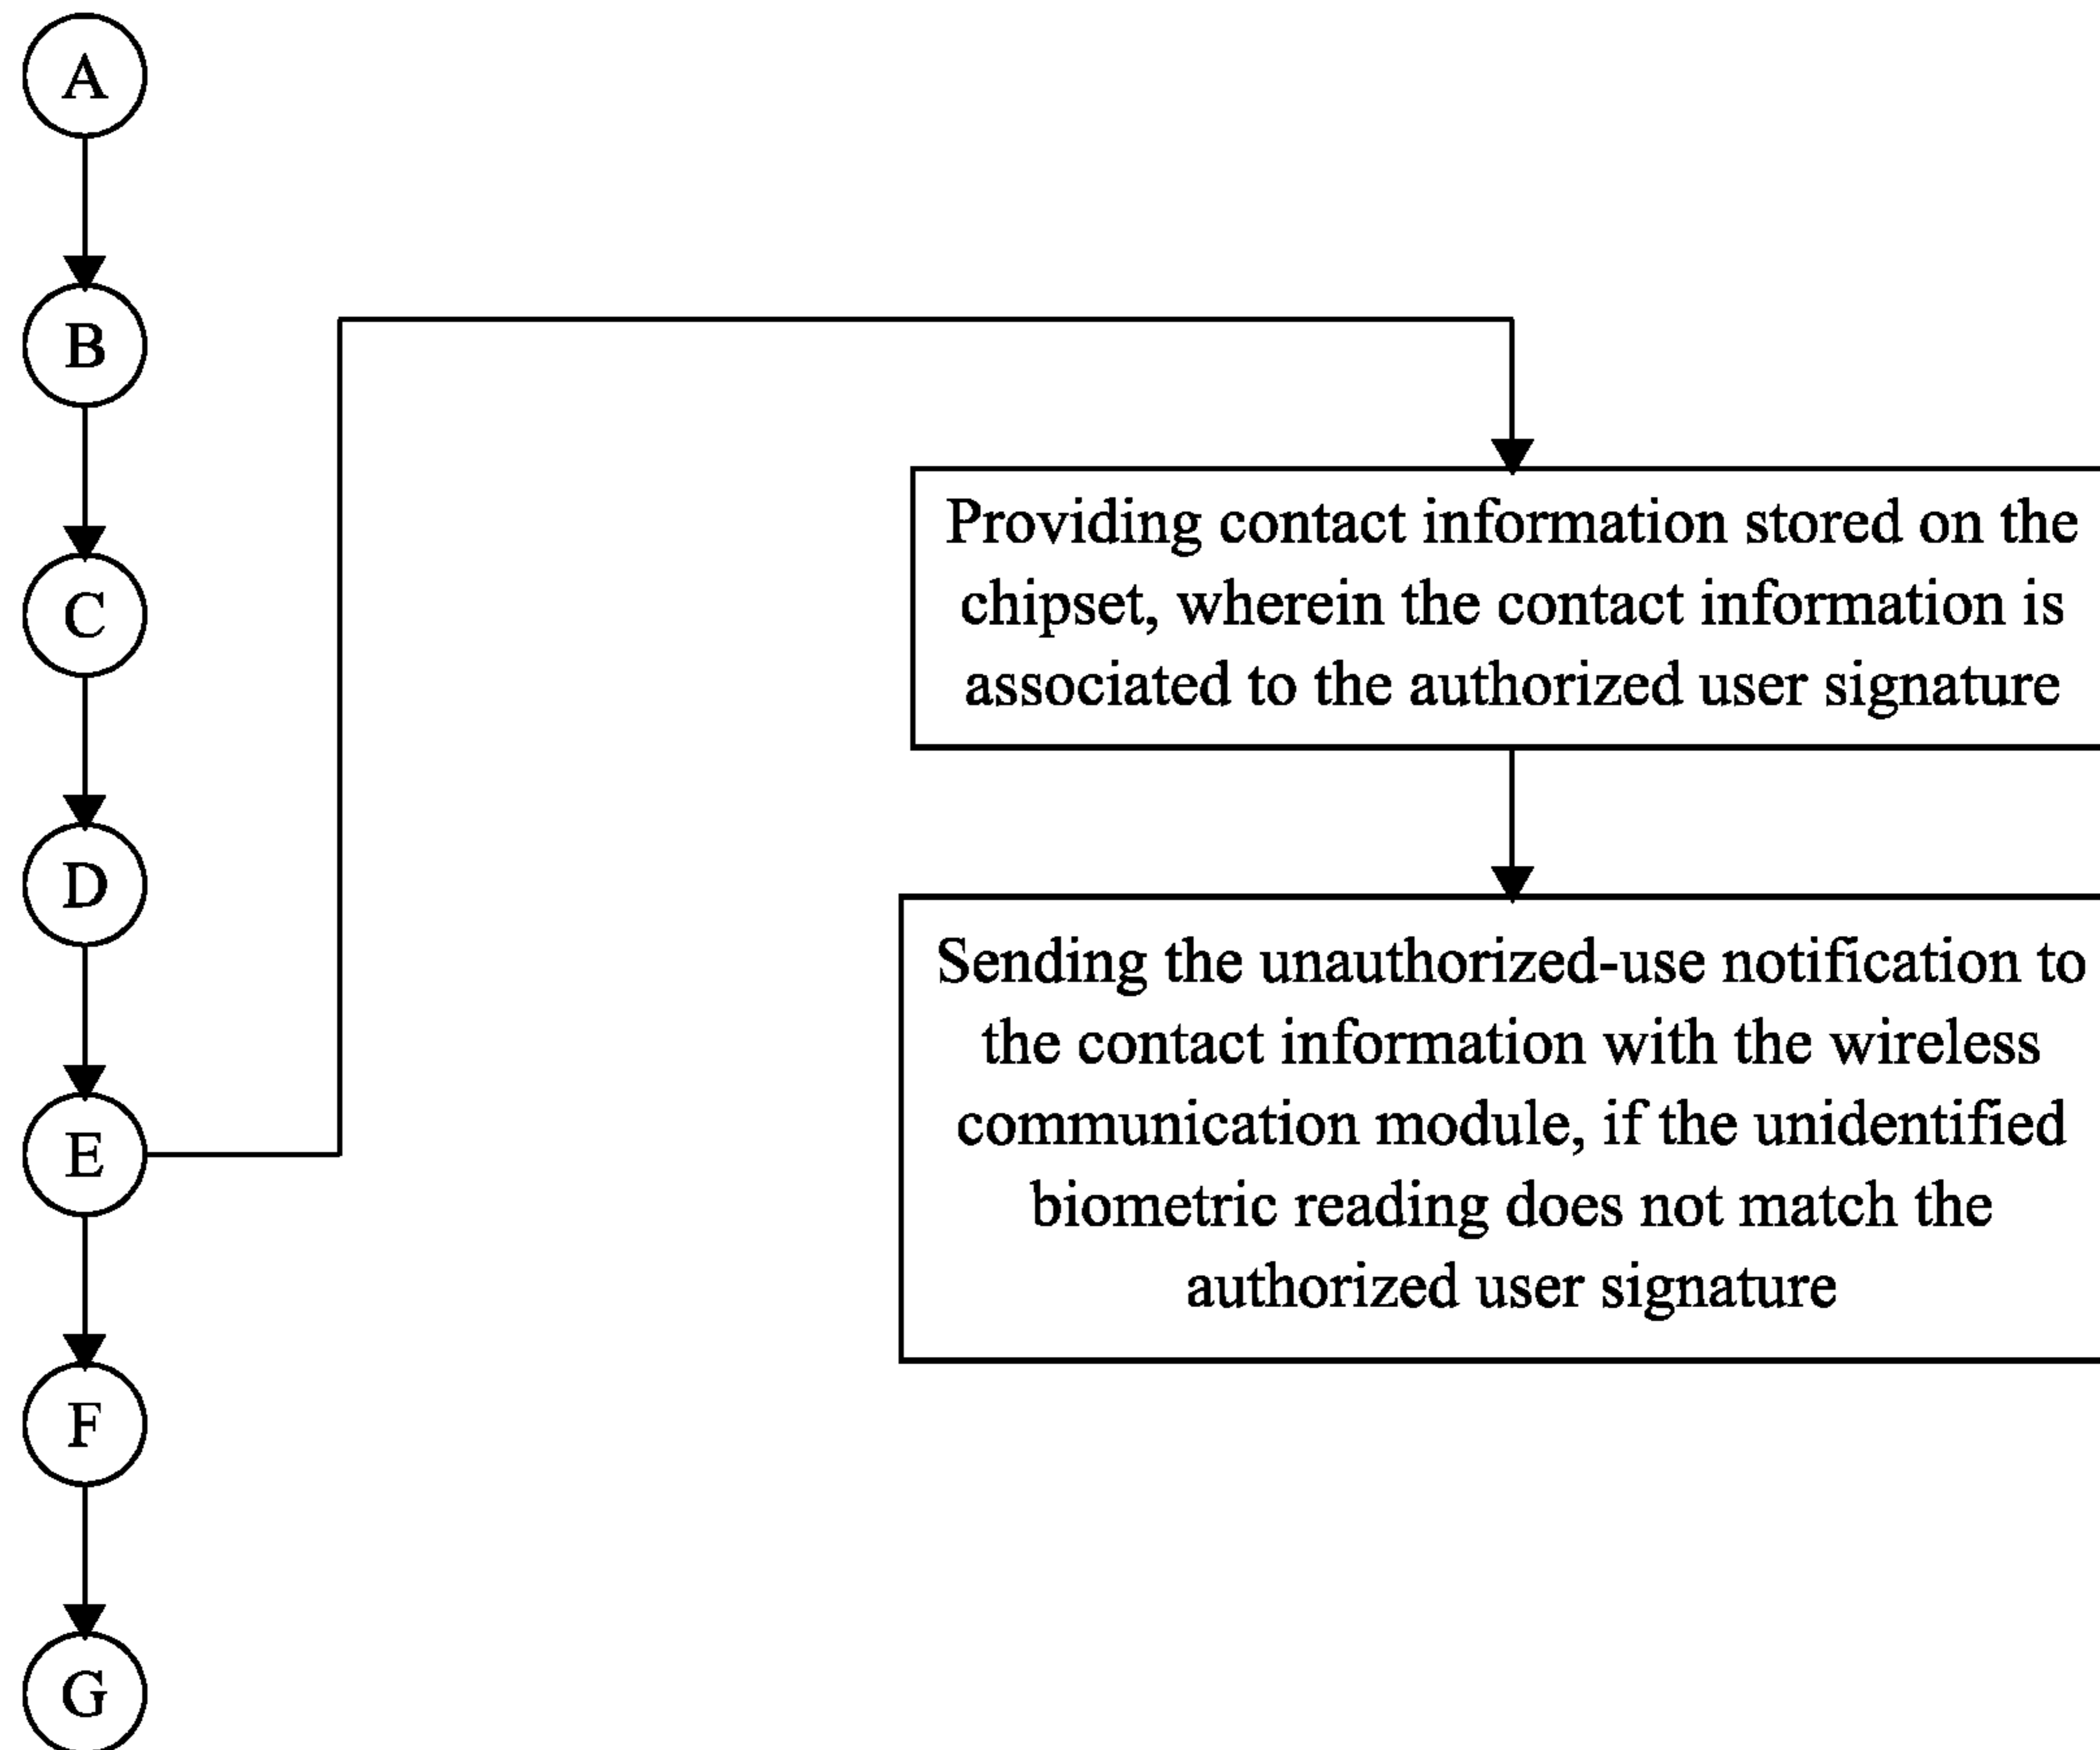 A
B
C
D
E
F
G
Providing contact information stored on the
chipset, wherein the contact information is
associated to the authorized user signature
Sending the unauthorized-use notification to
the contact information with the wireless
communication module, if the unidentified
biometric reading does not match the
authorized user signature